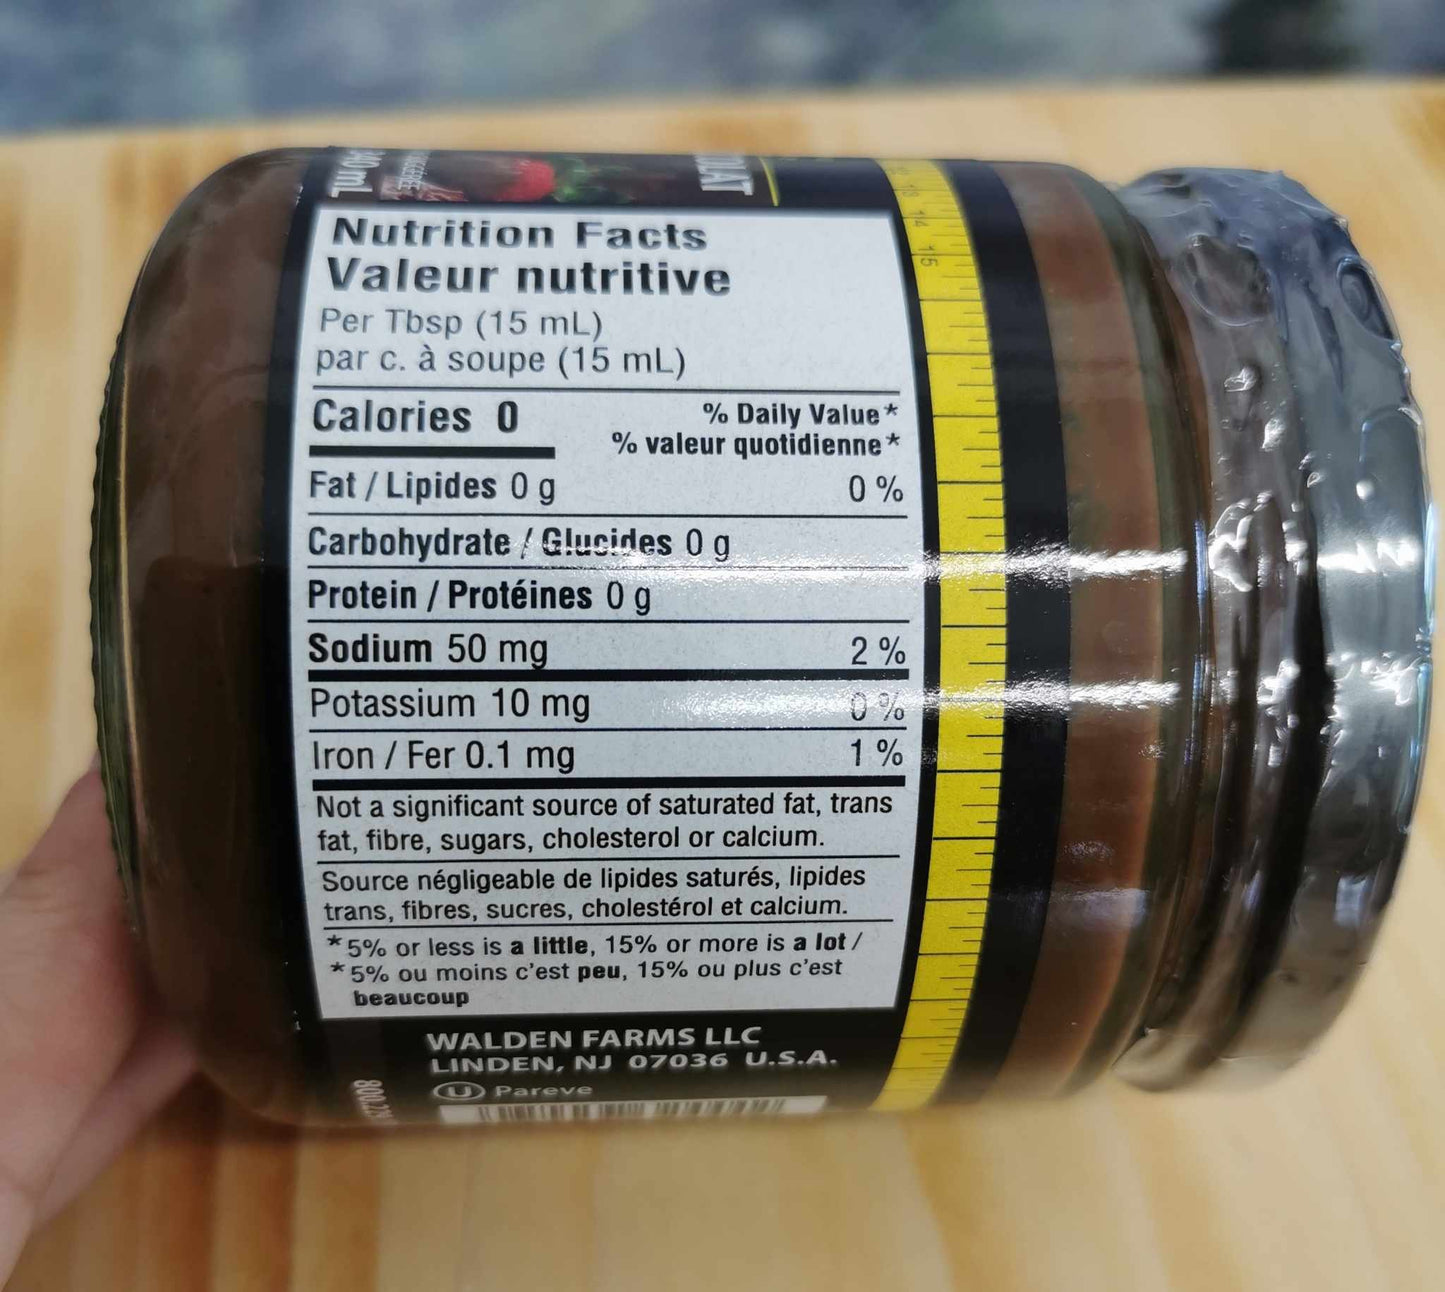 Nutrition Facts
Valeur nutritive
Per Tbsp (15 mL)
par c. à soupe (15 mL)
Calories 0
% Daily Value*
% valeur quotidienne*
Fat / Lipides 0 g 0 %
Carbohydrate / Glucides 0 g
Protein / Protéines 0 g
Sodium 50 mg 2 %
Potassium 10 mg 0 %
Iron / Fer 0.1 mg 1 %
Not a significant source of saturated fat, trans
fat, fibre, sugars, cholesterol or calcium.
Source négligeable de lipides saturés, lipides
trans, fibres, sucres, cholestérol et calcium.
*5% or less is a little, 15% or more is a lot /
*5% ou moins c'est peu, 15% ou plus c'est
beaucoup
WALDEN FARMS LLC
LINDEN, NJ 07036 U.S.A.
U Pareve
14
15